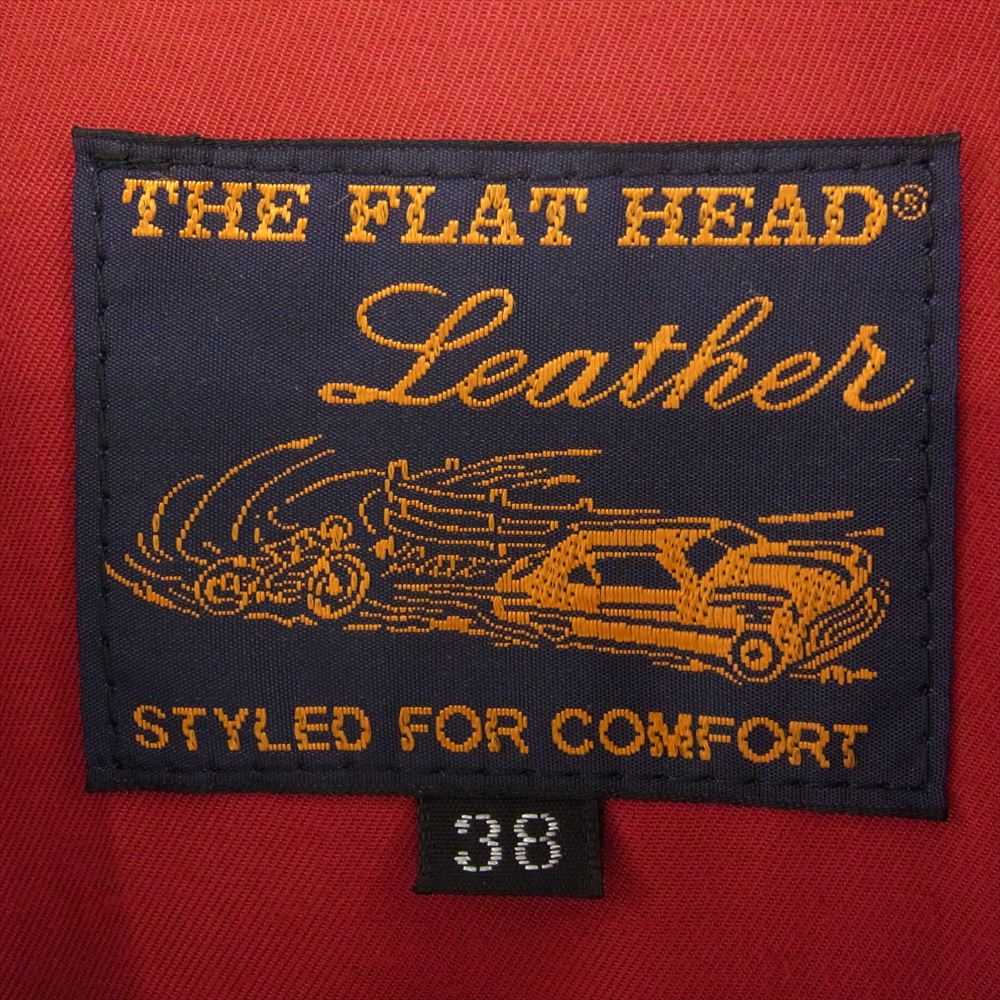 THE FLAT HEAD®
Leather
STYLED FOR COMFORT
38